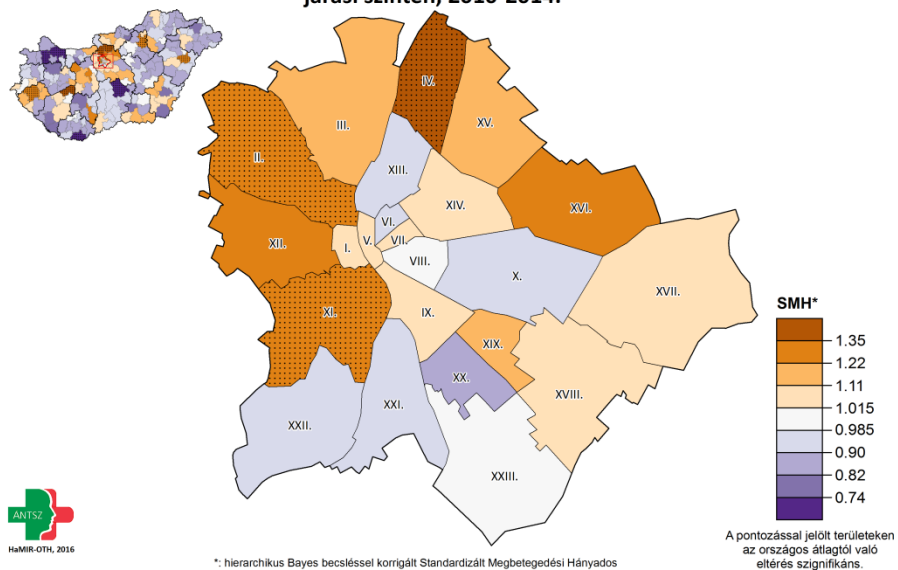 járási szinten, 2010-2014.
IV.
III.
XV.
XIII.
II.
XIV.
XVI.
VI.
XII.
I.
V.
VII.
VIII.
X.
XVII.
XI.
IX.
XIX.
XX.
XVIII.
XXI.
XXII.
XXIII.
SMH*
1.35
1.22
1.11
1.015
0.985
0.90
0.82
0.74
A pontozással jelölt területeken
az országos átlagtól való
eltérés szignifikáns.
ANTSZ
HaMIR-OTH, 2016
*: hierarchikus Bayes becsléssel korrigált Standardizált Megbetegedési Hányados